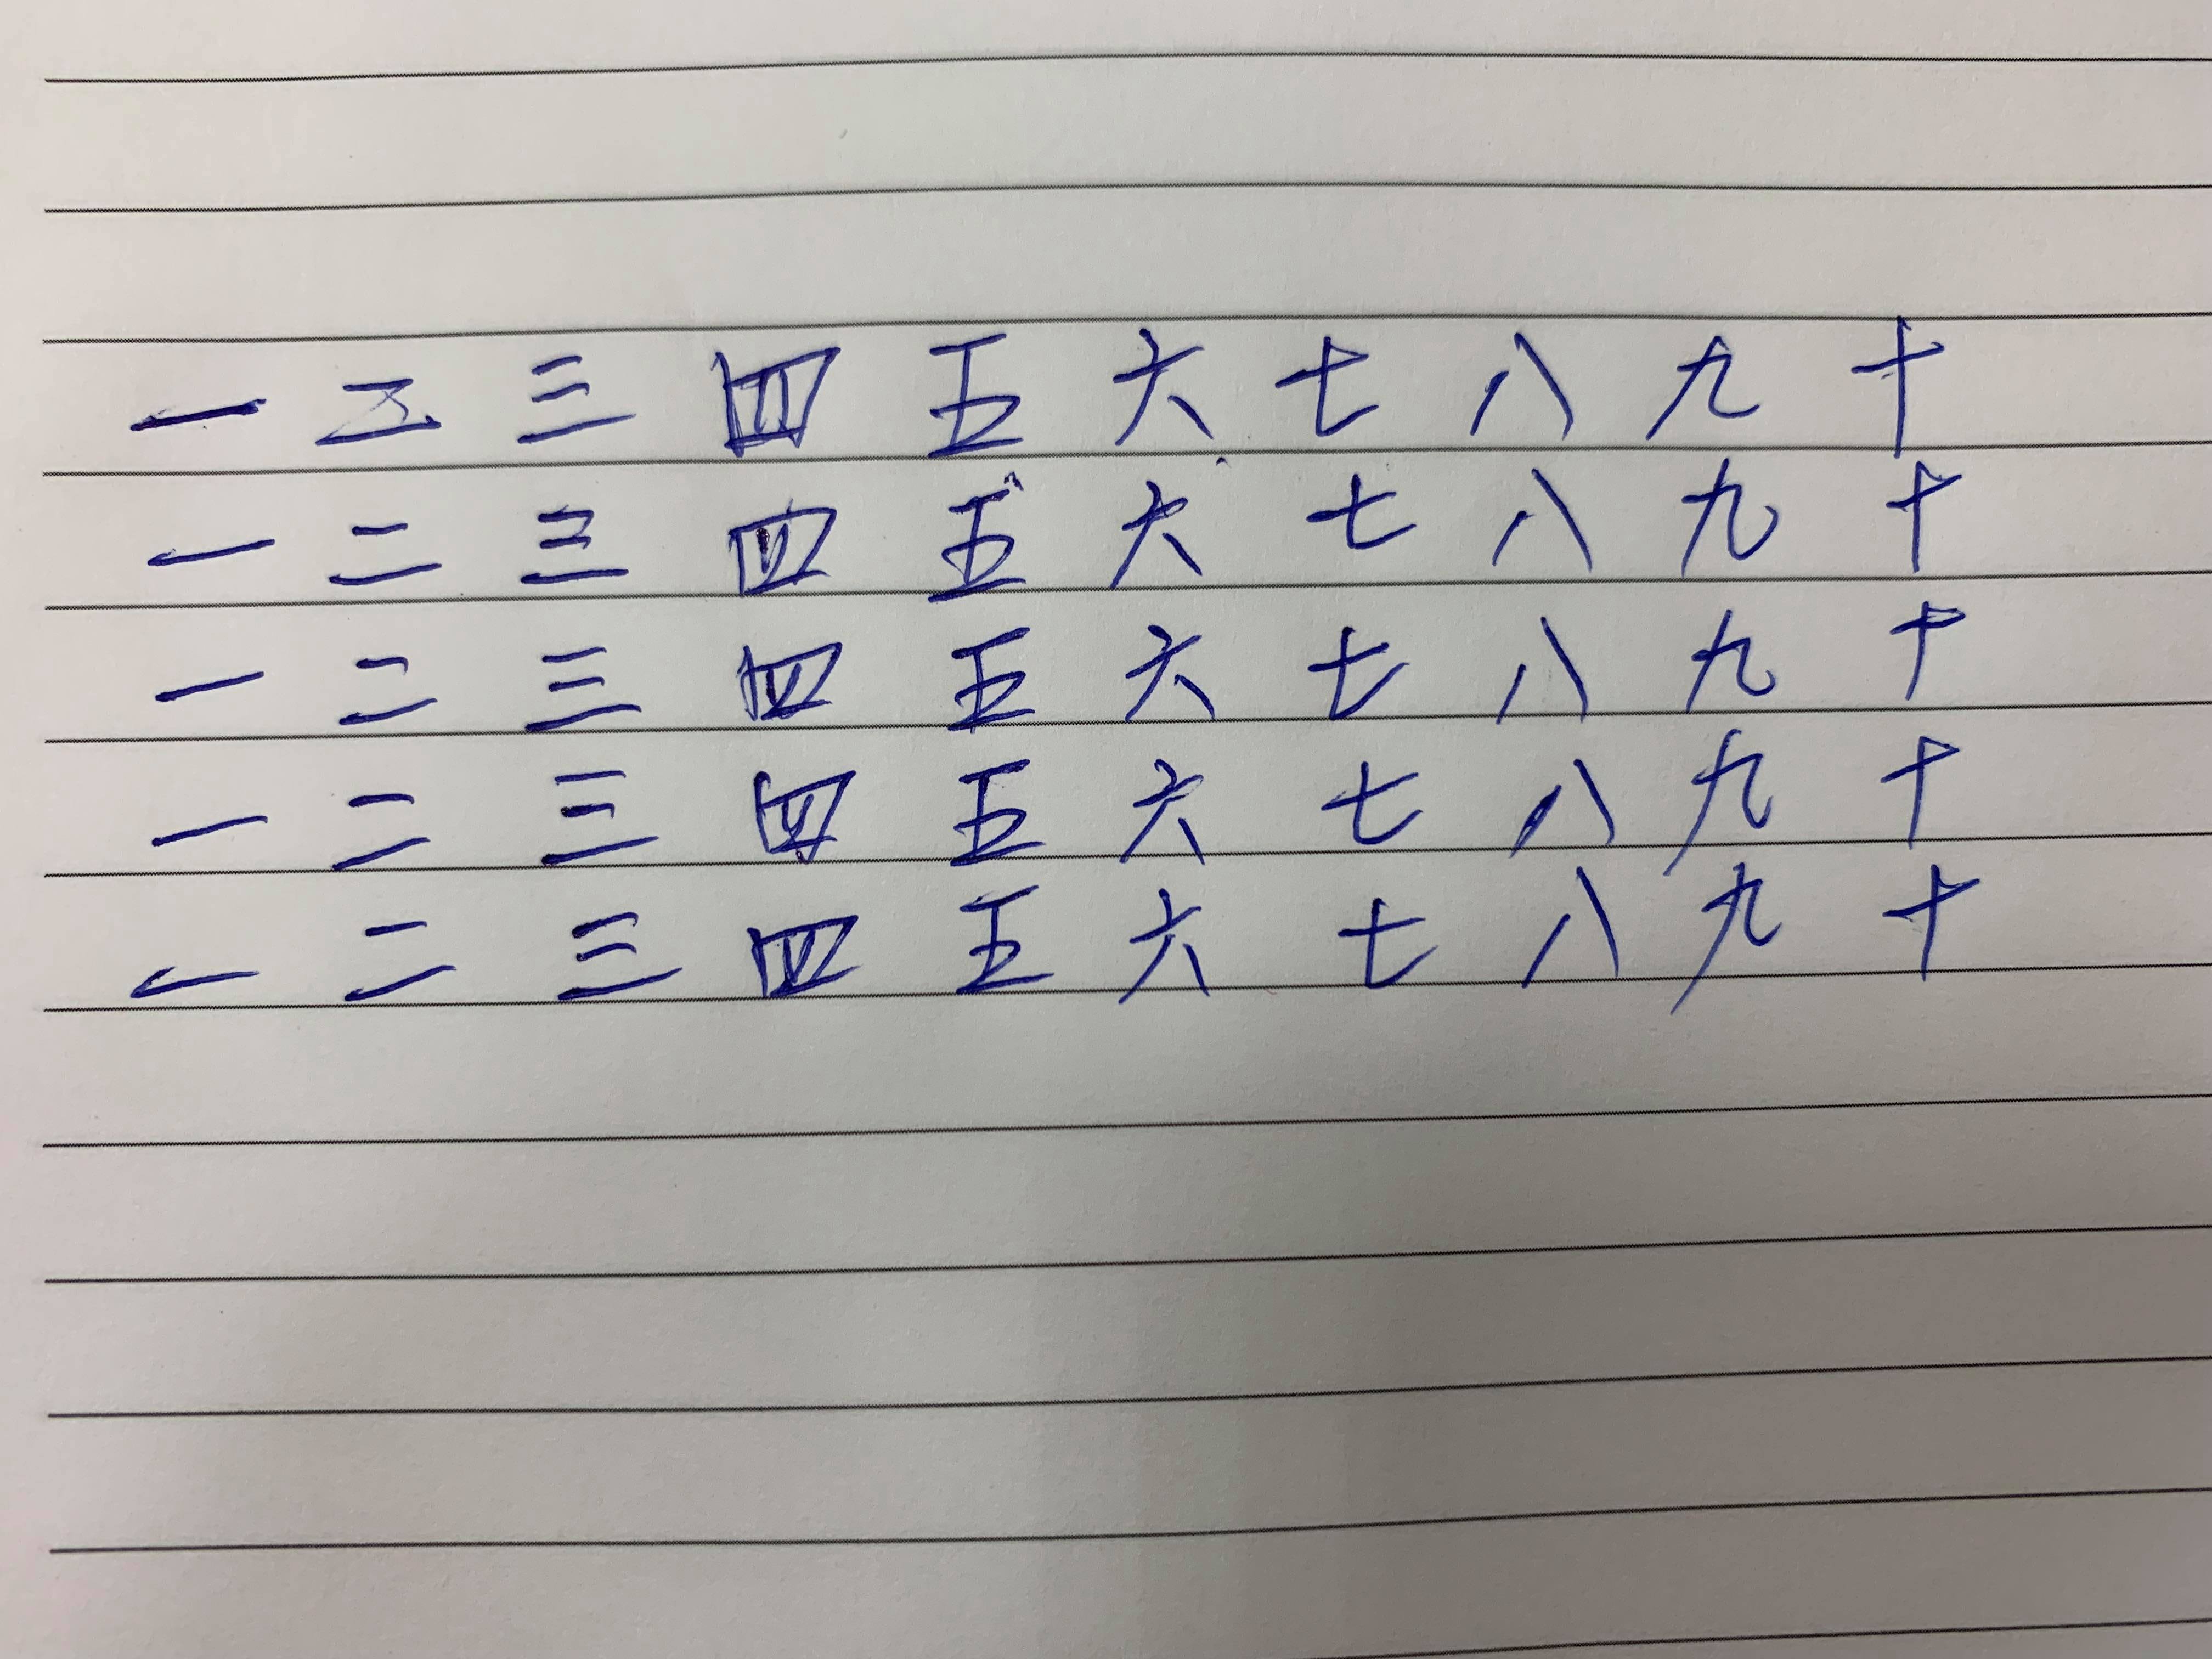 一 二 三 四 五 六 七 八 九 十
一 二 三 四 五 六 七 八 九 十
一 二 三 四 五 六 七 八 九 十
一 二 三 四 五 六 七 八 九 十
一 二 三 四 五 六 七 八 九 十